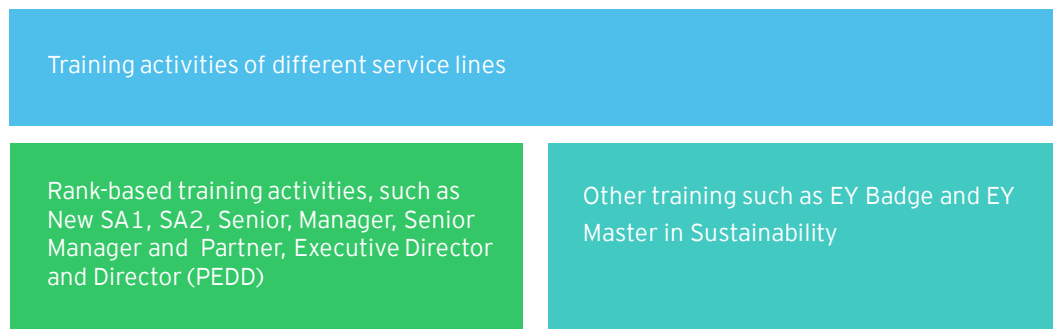 Training activities of different service lines
Rank-based training activities, such as
New SA1, SA2, Senior, Manager, Senior
Manager and Partner, Executive Director
and Director (PEDD)
Other training such as EY Badge and EY
Master in Sustainability